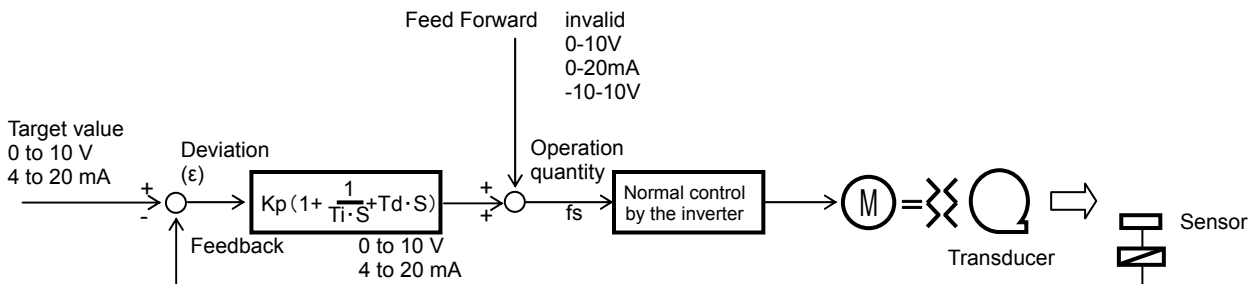 Feed Forward
invalid
0-10V
0-20mA
-10-10V
Target value
0 to 10 V
4 to 20 mA
+
-
Deviation
(ε)
Feedback
Kp(1+ 1/Ti·S +Td·S)
0 to 10 V
4 to 20 mA
+
+
Operation
quantity
fs
Normal control
by the inverter
M
=
Transducer
Sensor